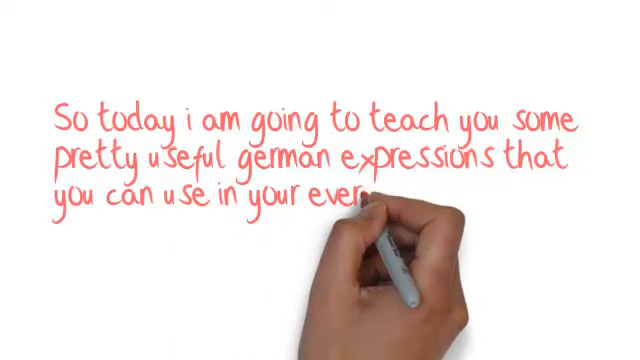 So today i am going to teach you some
pretty useful german expressions that
you can use in your ever